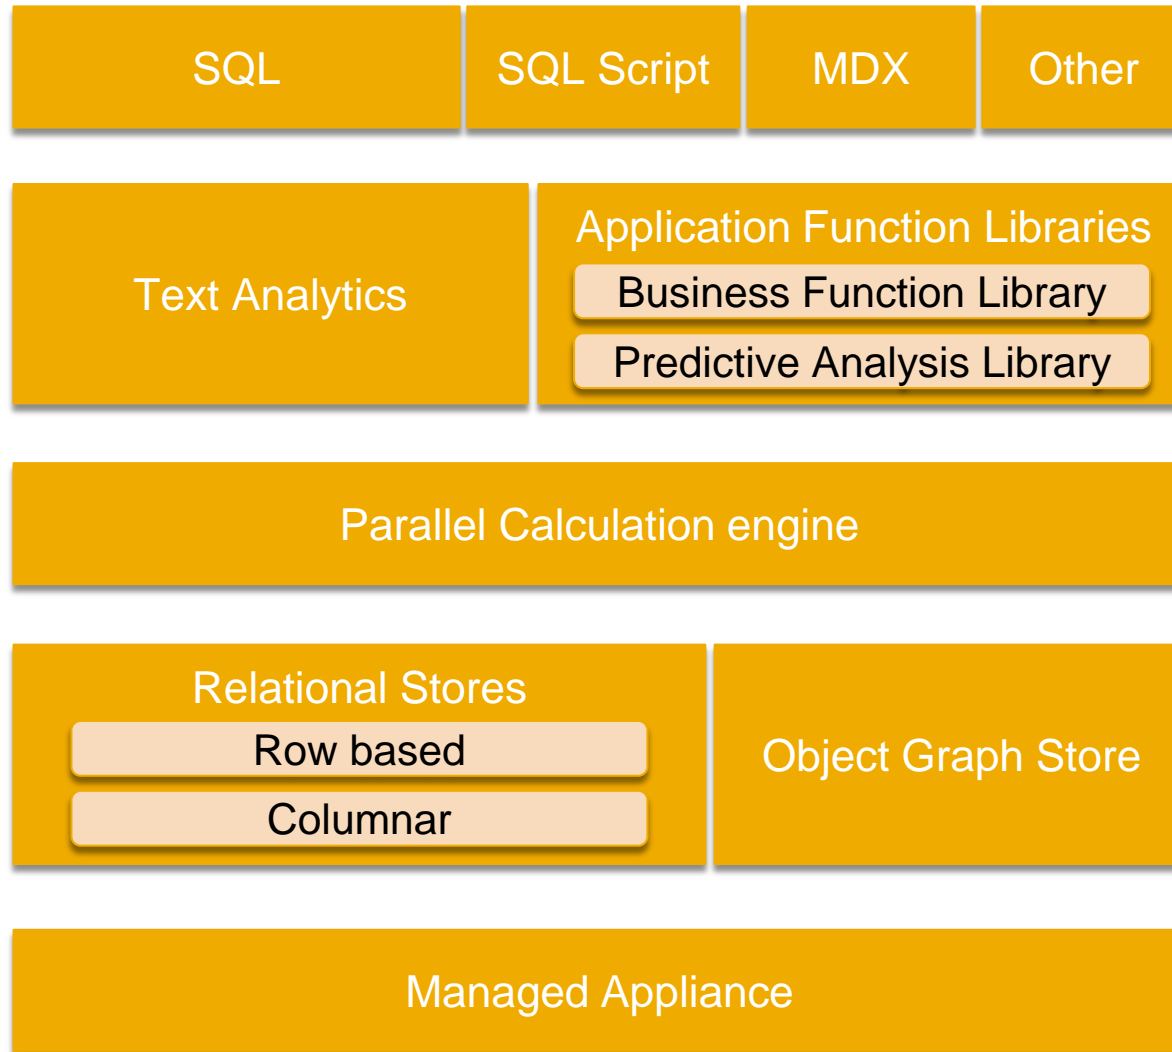 SQL
SQL Script
MDX
Other
Text Analytics
Application Function Libraries
Business Function Library
Predictive Analysis Library
Parallel Calculation engine
Relational Stores
Row based
Columnar
Object Graph Store
Managed Appliance